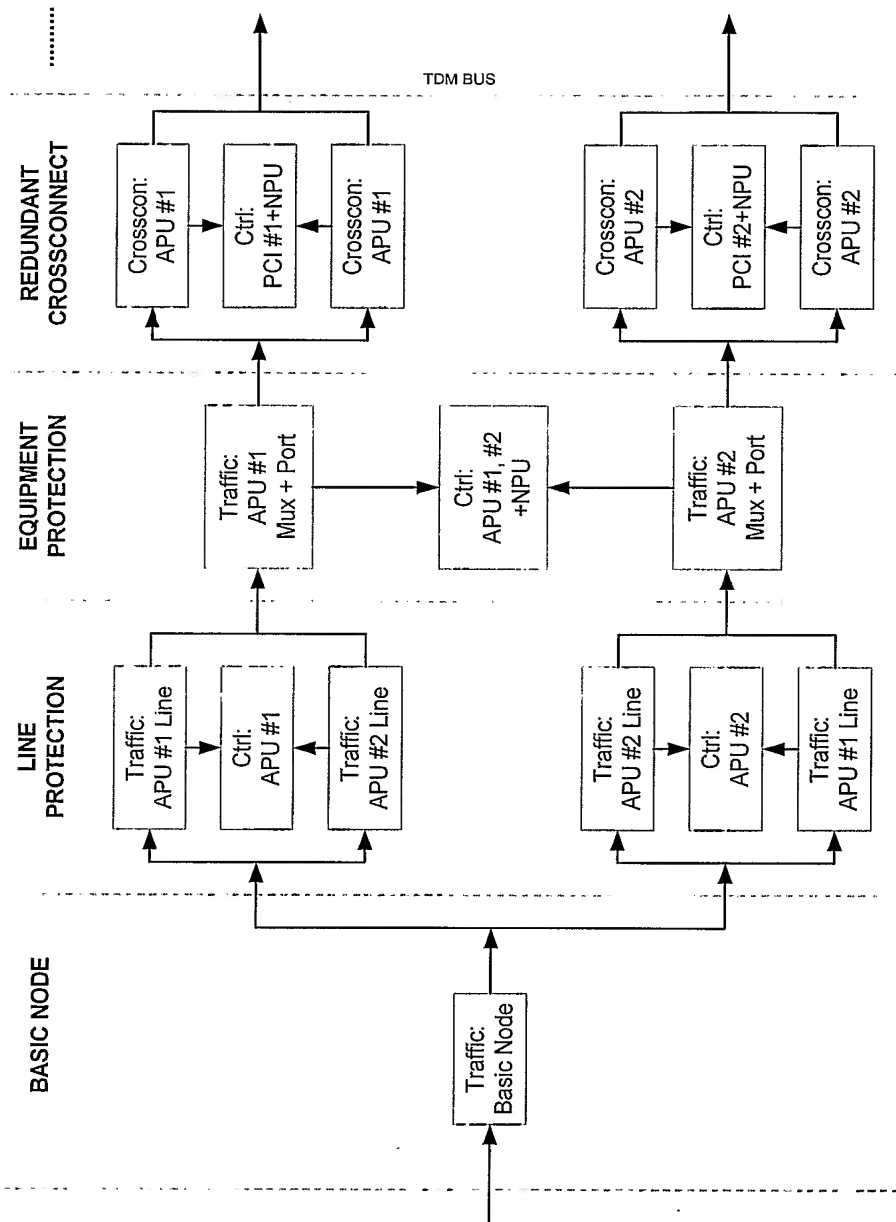 BASIC NODE
LINE
PROTECTION
EQUIPMENT
PROTECTION
REDUNDANT
CROSSCONNECT
..........
Traffic:
Basic Node
Traffic:
APU #1 Line
Ctrl:
APU #1
Traffic:
APU #2 Line
Traffic:
APU #2 Line
Ctrl:
APU #2
Traffic:
APU #1 Line
Traffic:
APU #1
Mux + Port
Ctrl:
APU #1, #2
+NPU
Traffic:
APU #2
Mux + Port
Crosscon:
APU #1
Ctrl:
PCI #1+NPU
Crosscon:
APU #1
Crosscon:
APU #2
Ctrl:
PCI #2+NPU
Crosscon:
APU #2
TDM BUS